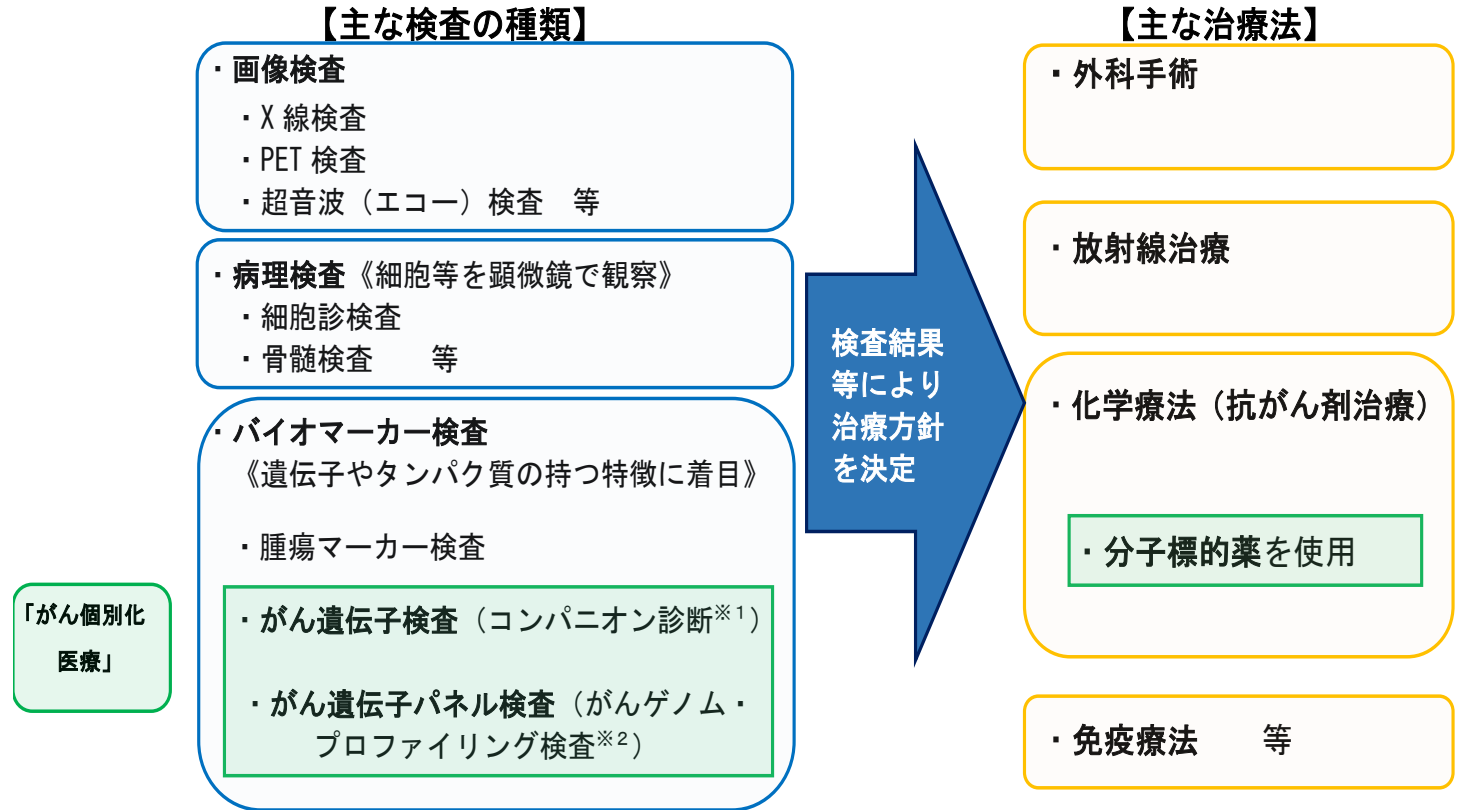 【主な検査の種類】
・画像検査
・X 線検査
・PET 検査
・超音波（エコー）検査　等
・病理検査《細胞等を顕微鏡で観察》
・細胞診検査
・骨髄検査　　等
・バイオマーカー検査
《遺伝子やタンパク質の持つ特徴に着目》
・腫瘍マーカー検査
・がん遺伝子検査（コンパニオン診断※1）
・がん遺伝子パネル検査（がんゲノム・
プロファイリング検査※2）
「がん個別化
医療」
検査結果
等により
治療方針
を決定
【主な治療法】
・外科手術
・放射線治療
・化学療法（抗がん剤治療）
・分子標的薬を使用
・免疫療法　　等